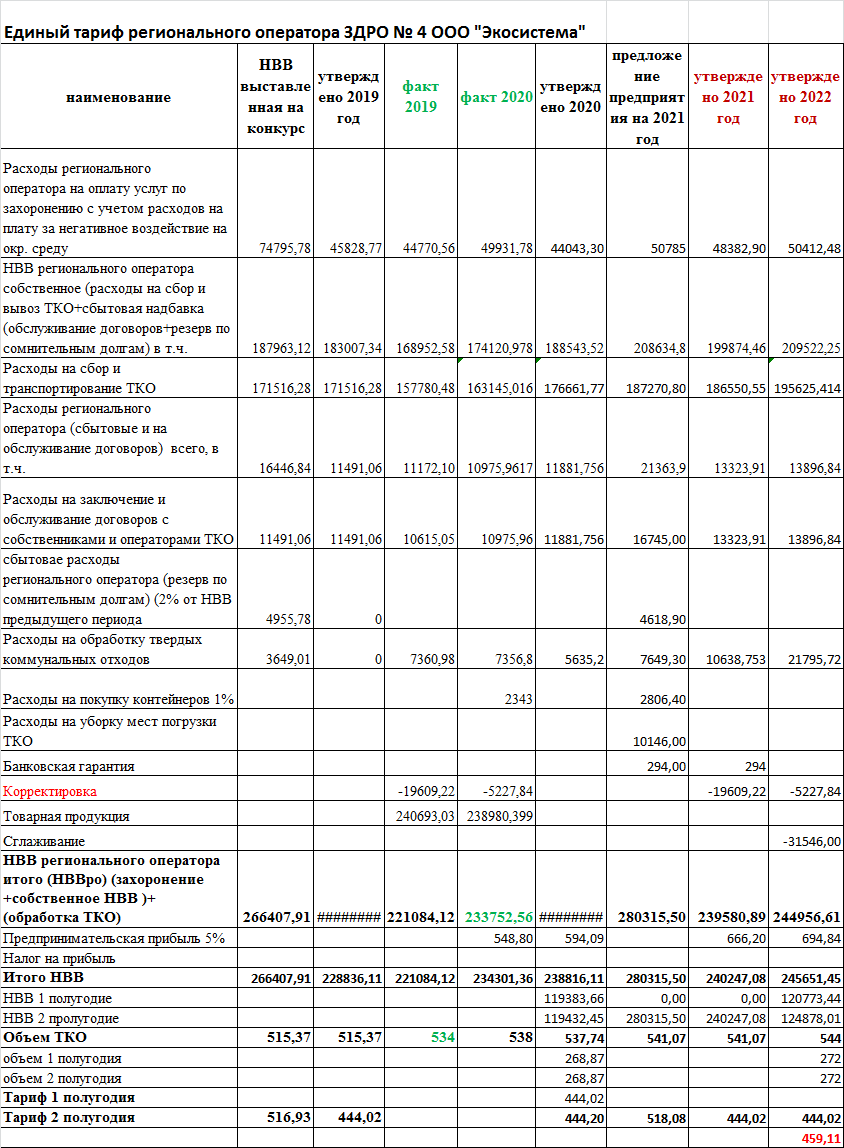 Единый тариф регионального оператора ЗДРО № 4 ООО "Экосистема"
наименование | НВВ выставленная на конкурс | утверждено 2019 год | факт 2019 | факт 2020 | утверждено 2020 | предложение предприятия на 2021 год | утверждено 2021 год | утверждено 2022 год
Расходы регионального
оператора на оплату услуг по
захоронению с учетом расходов на
плату за негативное воздействие на
окр. среду 74795,78 45828,77 44770,56 49931,78 44043,30 50785 48382,90 50412,48
НВВ регионального оператора
собственное (расходы на сбор и
вывоз ТКО+сбытовая надбавка
(обслуживание договоров+резерв по
сомнительным долгам) в т.ч. 187963,12 183007,34 168952,58 174120,978 188543,52 208634,8 199874,46 209522,25
Расходы на сбор и
транспортирование ТКО 171516,28 171516,28 157780,48 163145,016 176661,77 187270,80 186550,55 195625,414
Расходы регионального
оператора (сбытовые и на
обслуживание договоров)  всего, в
т.ч. 16446,84 11491,06 11172,10 10975,9617 11881,756 21363,9 13323,91 13896,84
Расходы на заключение и
обслуживание договоров с
собственниками и операторами ТКО 11491,06 11491,06 10615,05 10975,96 11881,756 16745,00 13323,91 13896,84
сбытовае расходы
регионального оператора (резерв по
сомнительным долгам) (2% от НВВ
предыдущего периода 4955,78 0 4618,90
Расходы на обработку твердых
коммунальных отходов 3649,01 0 7360,98 7356,8 5635,2 7649,30 10638,753 21795,72
Расходы на покупку контейнеров 1% 2343 2806,40
Расходы на уборку мест погрузки
ТКО 10146,00
Банковская гарантия 294,00 294
Корректировка -19609,22 -5227,84 -19609,22 -5227,84
Товарная продукция 240693,03 238980,399
Сглаживание -31546,00
НВВ регионального оператора
итого (НВВро) (захоронение
+собственное НВВ )+
(обработка ТКО) 266407,91 ######## 221084,12 233752,56 ######## 280315,50 239580,89 244956,61
Предпринимательская прибыль 5% 548,80 594,09 666,20 694,84
Налог на прибыль
Итого НВВ 266407,91 228836,11 221084,12 234301,36 238816,11 280315,50 240247,08 245651,45
НВВ 1 полугодие 119383,66 0,00 0,00 120773,44
НВВ 2 пролугодие 119432,45 280315,50 240247,08 124878,01
Объем ТКО 515,37 515,37 534 538 537,74 541,07 541,07 544
объем 1 полугодия 268,87 272
объем 2 полугодия 268,87 272
Тариф 1 полугодия 444,02
Тариф 2 полугодия 516,93 444,02 444,20 518,08 444,02 444,02
459,11